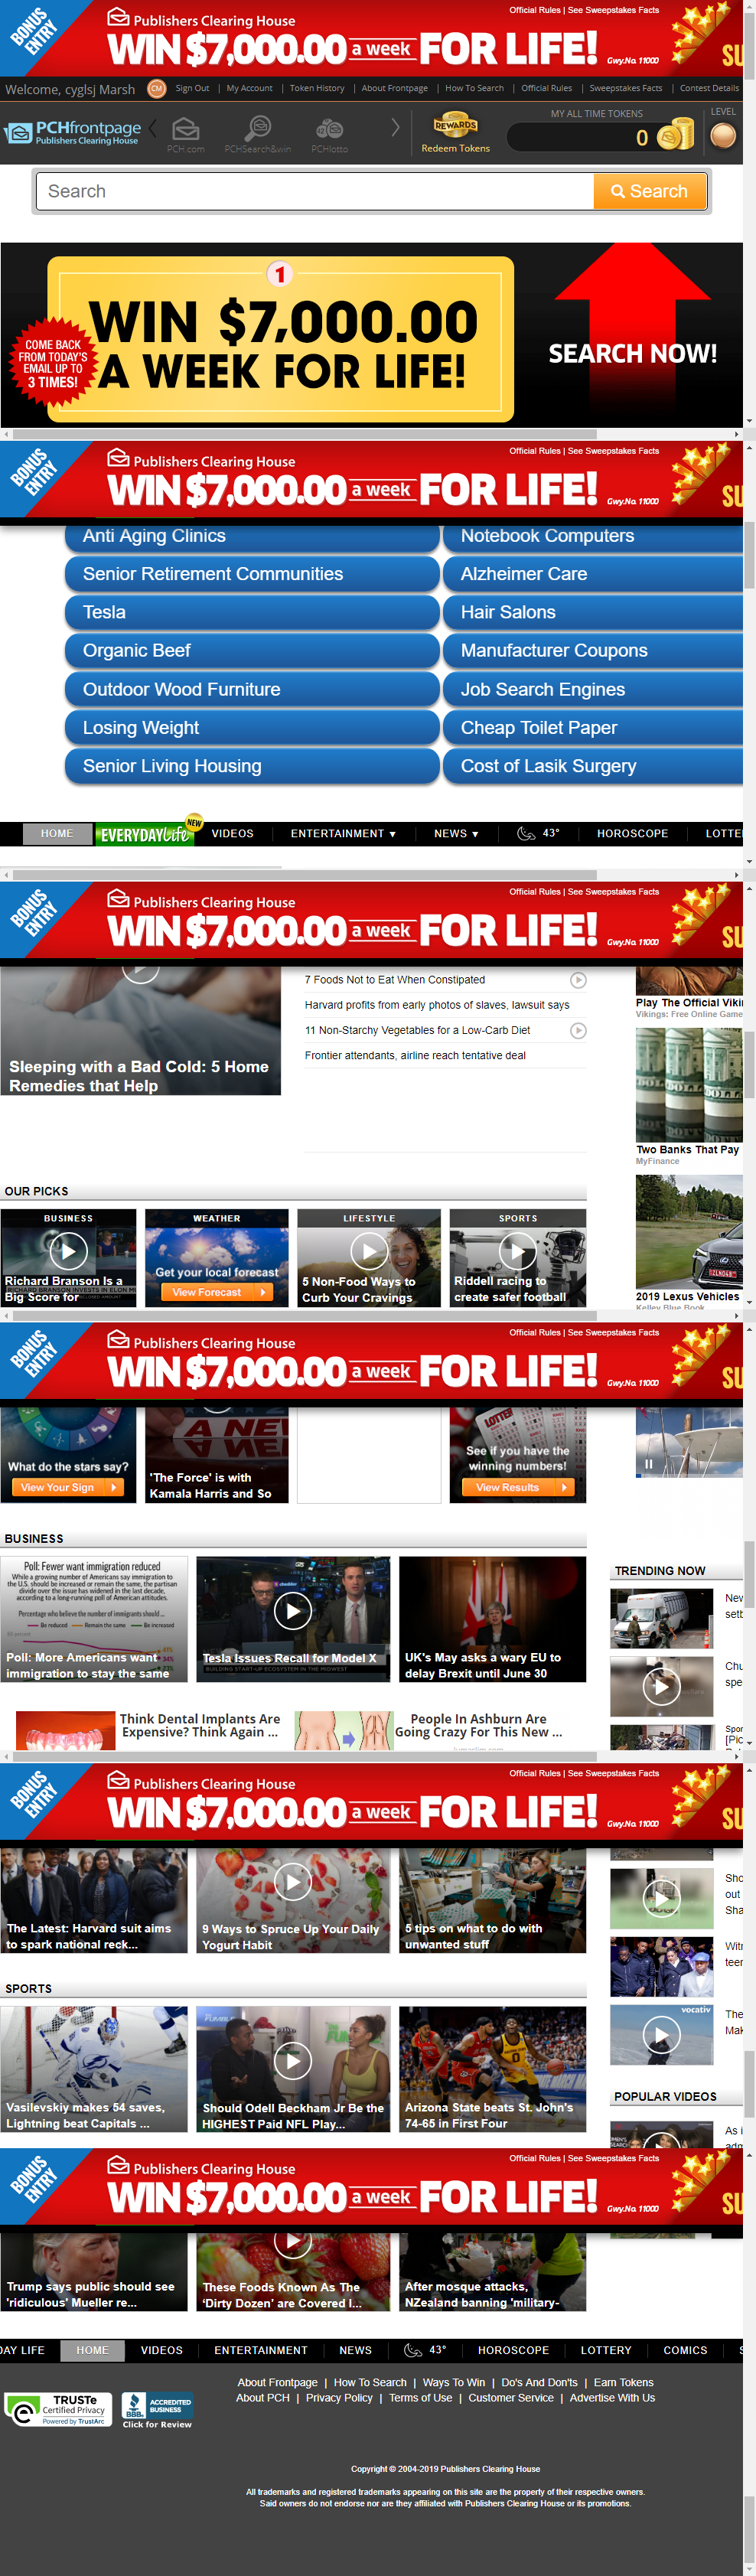 BONUS ENTRY
Publishers Clearing House
Official Rules | See Sweepstakes Facts
WIN $7,000.00 a week FOR LIFE!
Gwy.No. 11000
SU
Welcome, cyglsj Marsh
CM
Sign Out | My Account | Token History | About Frontpage | How To Search | Official Rules | Sweepstakes Facts | Contest Details
PCHfrontpage
Publishers Clearing House
PCH.com
PCHSearch&win
PCHlotto
REWARDS
Redeem Tokens
MY ALL TIME TOKENS
0
LEVEL
Search
Search
1
WIN $7,000.00
A WEEK FOR LIFE!
COME BACK
FROM TODAY'S
EMAIL UP TO
3 TIMES!
SEARCH NOW!
BONUS ENTRY
Publishers Clearing House
Official Rules | See Sweepstakes Facts
WIN $7,000.00 a week FOR LIFE!
Gwy.No. 11000
SU
Anti Aging Clinics
Notebook Computers
Senior Retirement Communities
Alzheimer Care
Tesla
Hair Salons
Organic Beef
Manufacturer Coupons
Outdoor Wood Furniture
Job Search Engines
Losing Weight
Cheap Toilet Paper
Senior Living Housing
Cost of Lasik Surgery
HOME
EVERYDAY Life
NEW
VIDEOS
ENTERTAINMENT ▼
NEWS ▼
43°
HOROSCOPE
LOTTE
BONUS ENTRY
Publishers Clearing House
Official Rules | See Sweepstakes Facts
WIN $7,000.00 a week FOR LIFE!
Gwy.No. 11000
SU
Sleeping with a Bad Cold: 5 Home
Remedies that Help
7 Foods Not to Eat When Constipated
Harvard profits from early photos of slaves, lawsuit says
11 Non-Starchy Vegetables for a Low-Carb Diet
Frontier attendants, airline reach tentative deal
Play The Official Viki
Vikings: Free Online Game
Two Banks That Pay
MyFinance
2019 Lexus Vehicles
Kelley Blue Book
OUR PICKS
BUSINESS
Richard Branson Is a
Big Score for
WEATHER
Get your local forecast
View Forecast
LIFESTYLE
5 Non-Food Ways to
Curb Your Cravings
SPORTS
Riddell racing to
create safer football
BONUS ENTRY
Publishers Clearing House
Official Rules | See Sweepstakes Facts
WIN $7,000.00 a week FOR LIFE!
Gwy.No. 11000
SU
What do the stars say?
View Your Sign
'The Force' is with
Kamala Harris and So
LOTTER
See if you have the
winning numbers!
View Results
BUSINESS
Poll: Fewer want immigration reduced
Poll: More Americans want
immigration to stay the same
Tesla Issues Recall for Model X
UK's May asks a wary EU to
delay Brexit until June 30
TRENDING NOW
New
setb
Chu
spe
Spor
[Pic
Think Dental Implants Are
Expensive? Think Again ...
People In Ashburn Are
Going Crazy For This New ...
BONUS ENTRY
Publishers Clearing House
Official Rules | See Sweepstakes Facts
WIN $7,000.00 a week FOR LIFE!
Gwy.No. 11000
SU
The Latest: Harvard suit aims
to spark national reck...
9 Ways to Spruce Up Your Daily
Yogurt Habit
5 tips on what to do with
unwanted stuff
Sho
out
Sha
Witn
teer
vocativ
The
Mak
SPORTS
Vasilevskiy makes 54 saves,
Lightning beat Capitals ...
Should Odell Beckham Jr Be the
HIGHEST Paid NFL Play...
Arizona State beats St. John's
74-65 in First Four
POPULAR VIDEOS
As i
adm
BONUS ENTRY
Publishers Clearing House
Official Rules | See Sweepstakes Facts
WIN $7,000.00 a week FOR LIFE!
Gwy.No. 11000
SU
Trump says public should see
'ridiculous' Mueller re...
These Foods Known As The
'Dirty Dozen' are Covered I...
After mosque attacks,
NZealand banning 'military-
DAY LIFE
HOME
VIDEOS
ENTERTAINMENT
NEWS
43°
HOROSCOPE
LOTTERY
COMICS
S
TRUSTe
Certified Privacy
Powered by TrustArc
BBB
ACCREDITED
BUSINESS
Click for Review
About Frontpage | How To Search | Ways To Win | Do's And Don'ts | Earn Tokens
About PCH | Privacy Policy | Terms of Use | Customer Service | Advertise With Us
Copyright © 2004-2019 Publishers Clearing House
All trademarks and registered trademarks appearing on this site are the property of their respective owners.
Said owners do not endorse nor are they affiliated with Publishers Clearing House or its promotions.